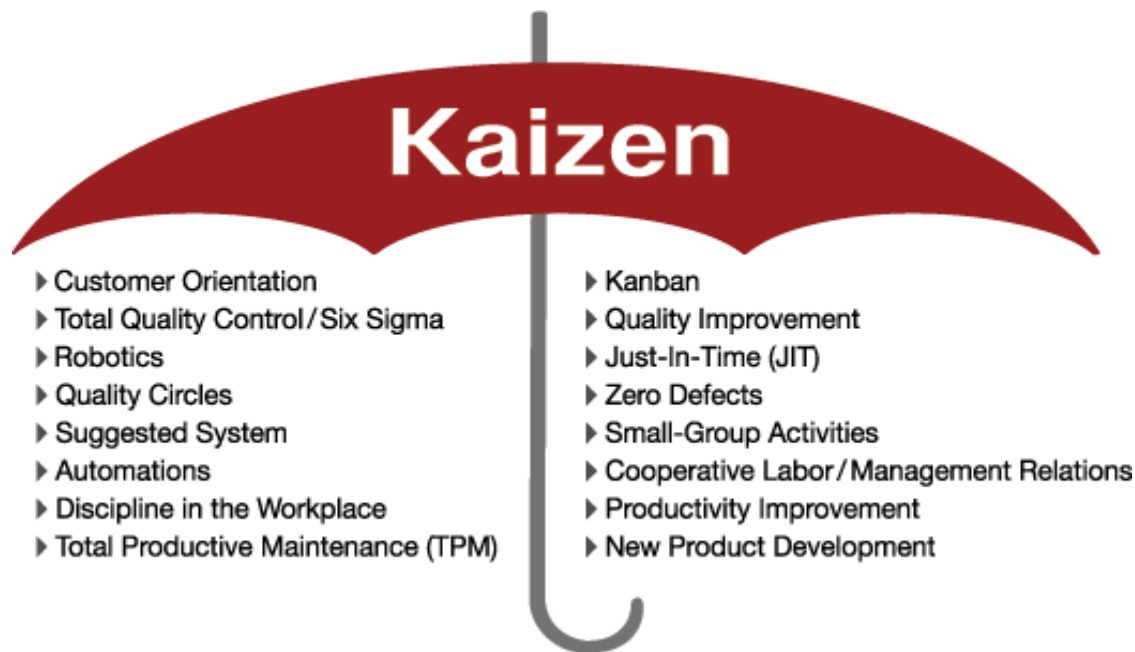 Kaizen
Customer Orientation
Total Quality Control/Six Sigma
Robotics
Quality Circles
Suggested System
Automations
Discipline in the Workplace
Total Productive Maintenance (TPM)
Kanban
Quality Improvement
Just-In-Time (JIT)
Zero Defects
Small-Group Activities
Cooperative Labor/Management Relations
Productivity Improvement
New Product Development